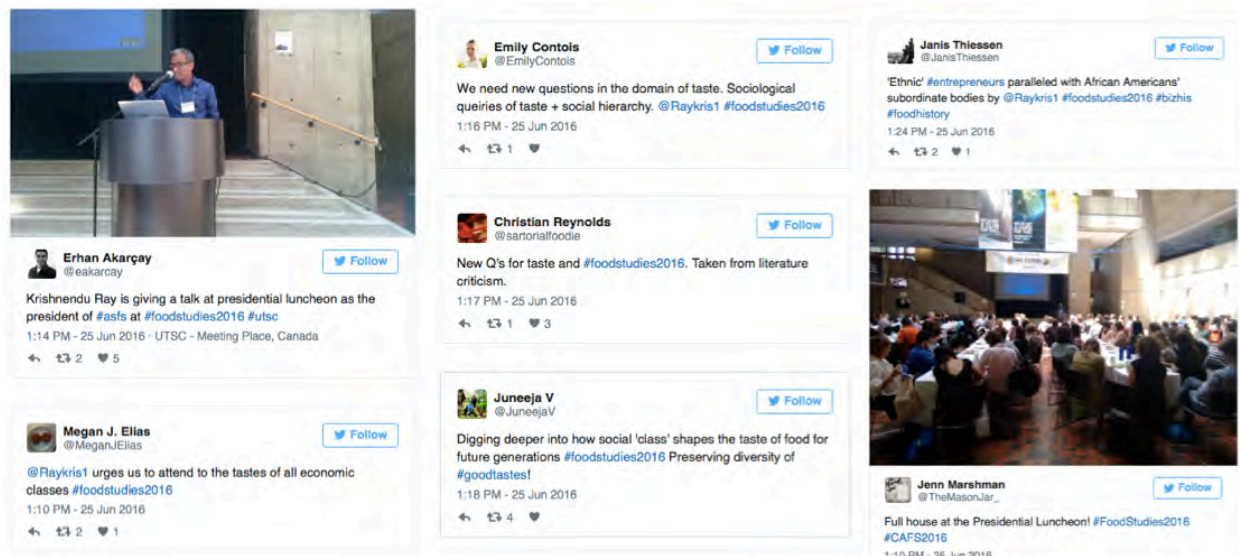 Erhan Akarçay
@eakarcay
Follow
Krishnendu Ray is giving a talk at presidential luncheon as the
president of #asfs at #foodstudies2016 #utsc
1:14 PM - 25 Jun 2016 · UTSC - Meeting Place, Canada
2 5
Megan J. Elias
@MeganJElias
Follow
@Raykris1 urges us to attend to the tastes of all economic
classes #foodstudies2016
1:10 PM - 25 Jun 2016
2 1
Emily Contois
@EmilyContois
Follow
We need new questions in the domain of taste. Sociological
queiries of taste + social hierarchy. @Raykris1 #foodstudies2016
1:16 PM - 25 Jun 2016
1
Christian Reynolds
@sartorialfoodie
Follow
New Q's for taste and #foodstudies2016. Taken from literature
criticism.
1:17 PM - 25 Jun 2016
1 3
Juneeja V
@JuneejaV
Follow
Digging deeper into how social 'class' shapes the taste of food for
future generations #foodstudies2016 Preserving diversity of
#goodtastes!
1:18 PM - 25 Jun 2016
4
Janis Thiessen
@JanisThiessen
Follow
'Ethnic' #entrepreneurs paralleled with African Americans'
subordinate bodies by @Raykris1 #foodstudies2016 #bizhis
#foodhistory
1:24 PM - 25 Jun 2016
2 1
Jenn Marshman
@TheMasonJar_
Follow
Full house at the Presidential Luncheon! #FoodStudies2016
#CAFS2016
1:10 PM - 25 Jun 2016